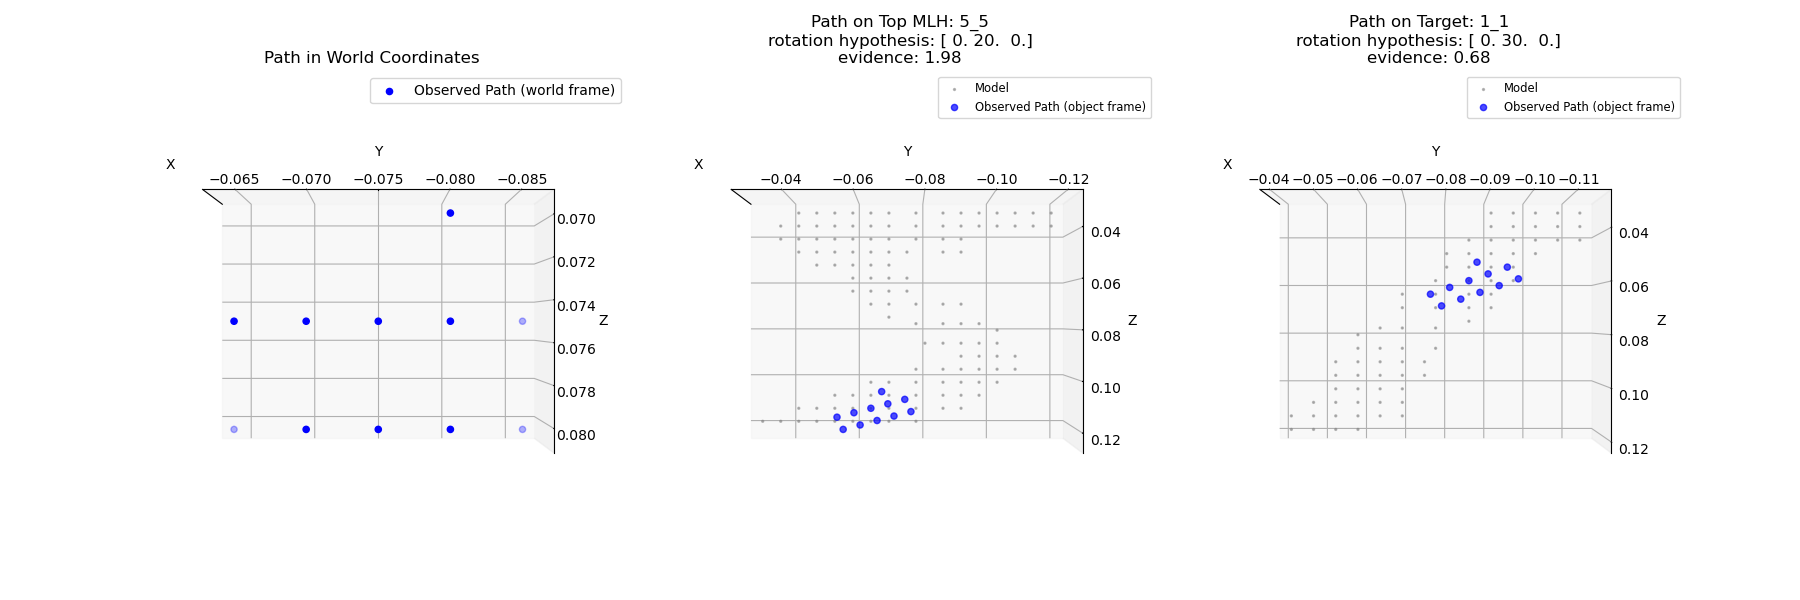 Path in World Coordinates
Observed Path (world frame)
X
Y
−0.065 −0.070 −0.075 −0.080 −0.085
0.070
0.072
0.074
Z
0.076
0.078
0.080
Path on Top MLH: 5_5
rotation hypothesis: [ 0. 20.  0.]
evidence: 1.98
Model
Observed Path (object frame)
X
Y
−0.04 −0.06 −0.08 −0.10 −0.12
0.04
0.06
0.08
Z
0.10
0.12
Path on Target: 1_1
rotation hypothesis: [ 0. 30.  0.]
evidence: 0.68
Model
Observed Path (object frame)
X
Y
−0.04 −0.05 −0.06 −0.07 −0.08 −0.09 −0.10 −0.11
0.04
0.06
0.08
Z
0.10
0.12